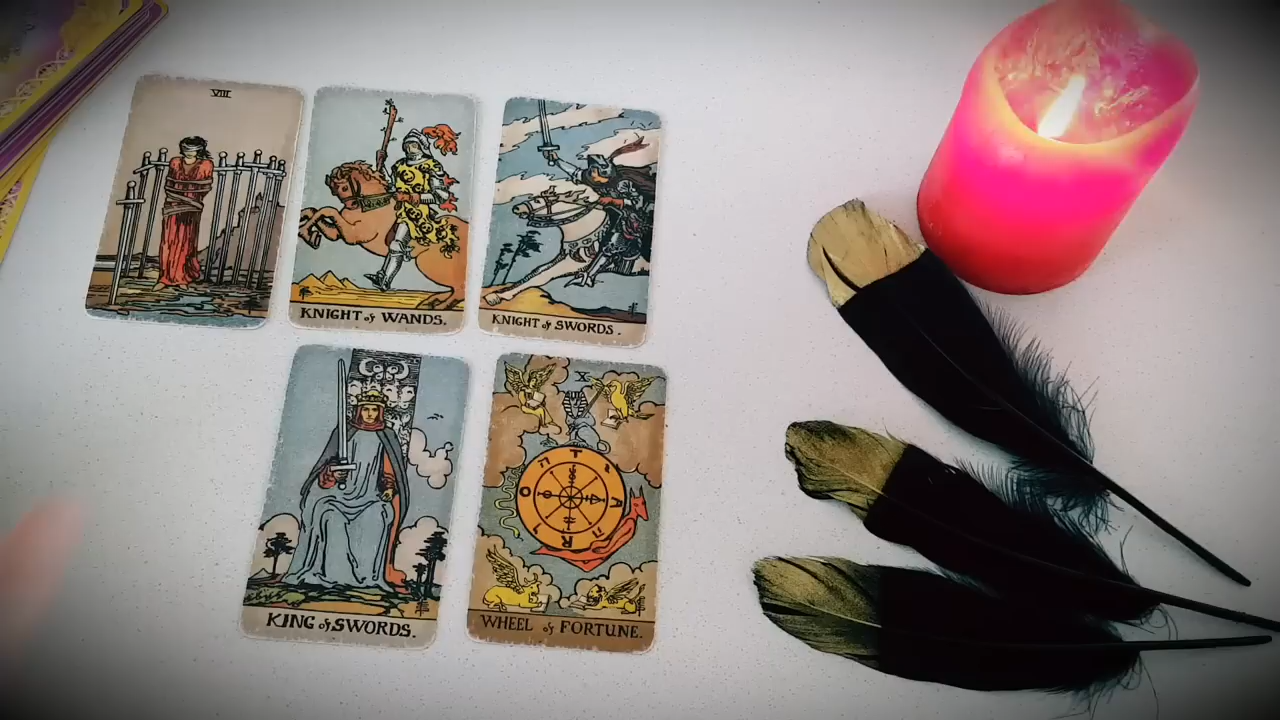 VIII
KNIGHT of WANDS.
KNIGHT of SWORDS.
KING of SWORDS.
X
WHEEL of FORTUNE.
T
A
R
O